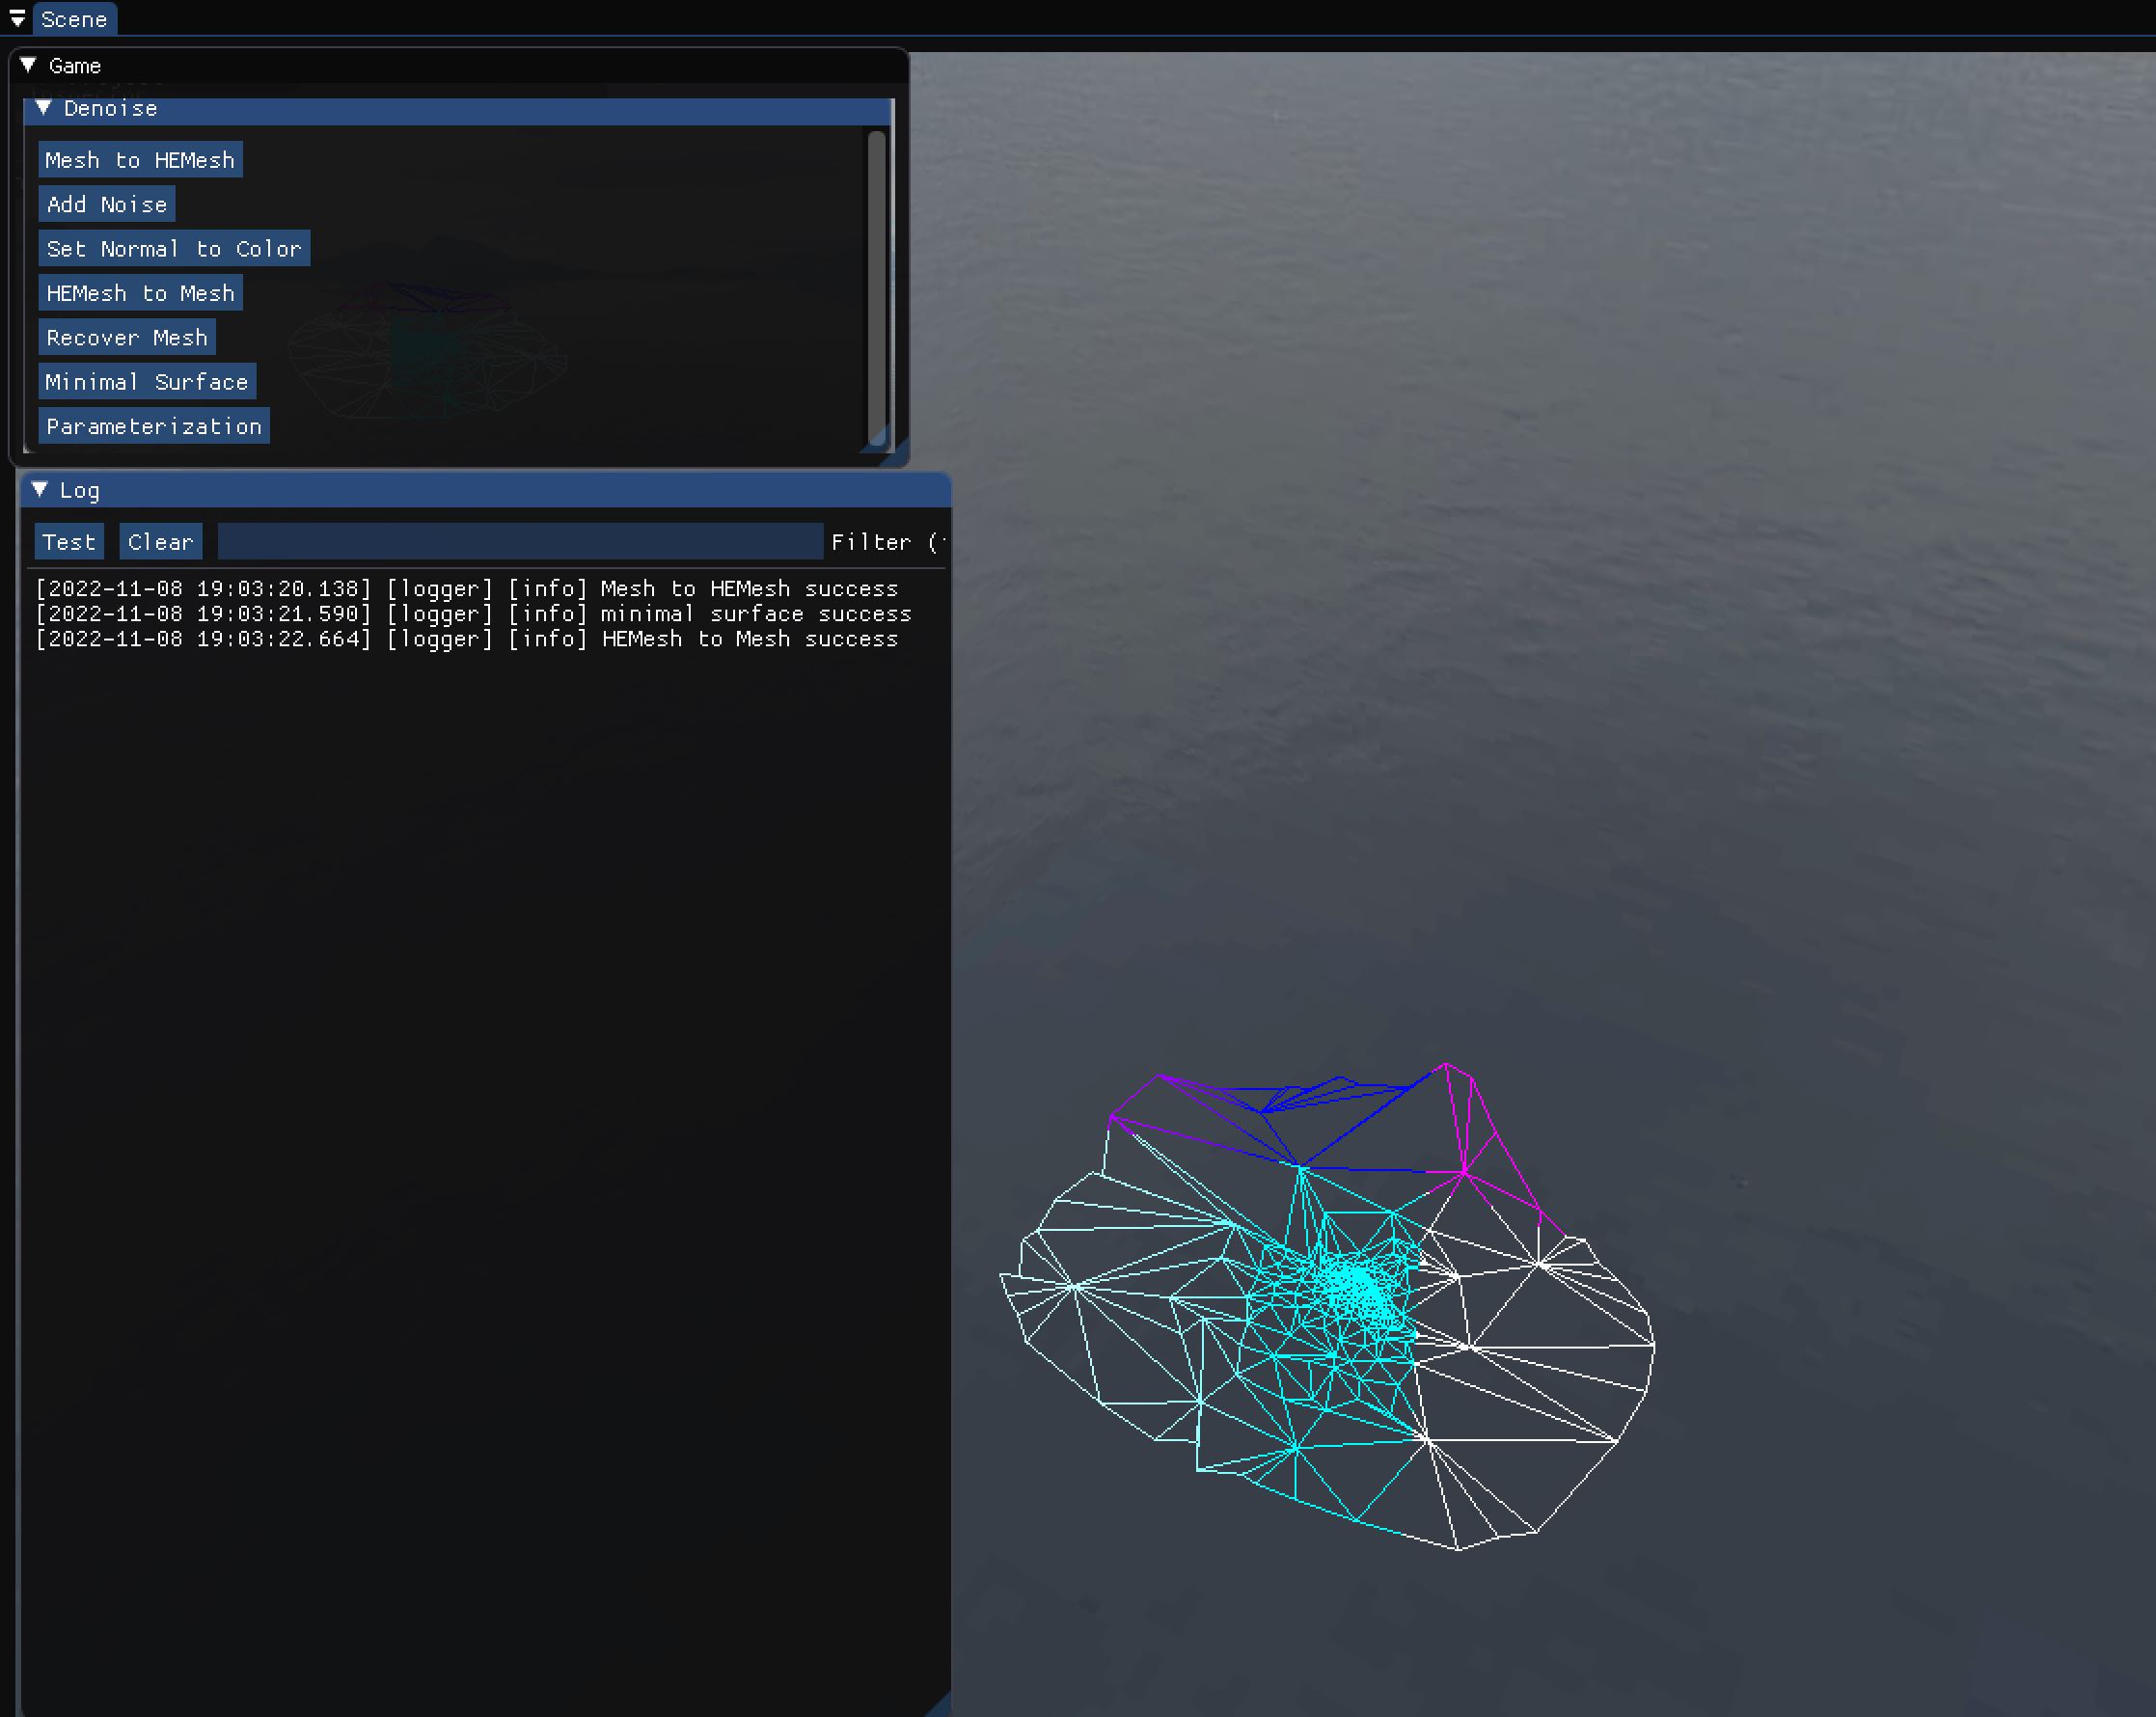 Scene
Game
Denoise
Mesh to HEMesh
Add Noise
Set Normal to Color
HEMesh to Mesh
Recover Mesh
Minimal Surface
Parameterization
Log
Test Clear Filter (
[2022-11-08 19:03:20.138] [logger] [info] Mesh to HEMesh success
[2022-11-08 19:03:21.590] [logger] [info] minimal surface success
[2022-11-08 19:03:22.664] [logger] [info] HEMesh to Mesh success